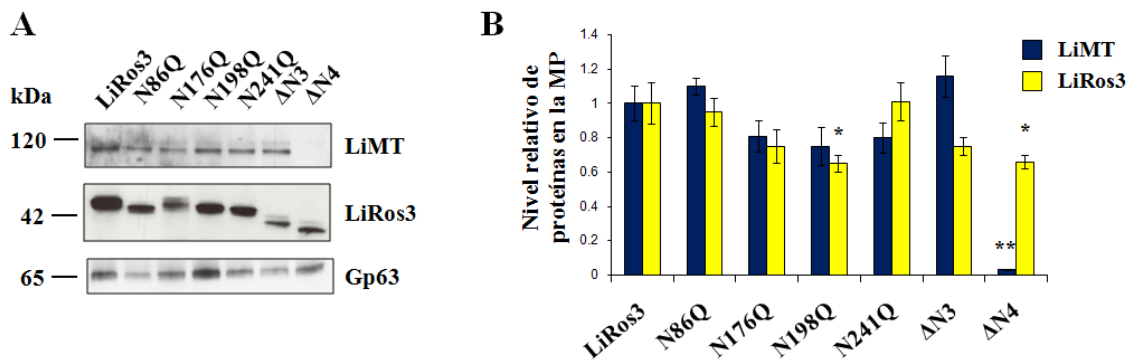 A
kDa
LiRos3 N86Q N176Q N198Q N241Q ΔN3 ΔN4
120 LiMT
42 LiRos3
65 Gp63
B
Nivel relativo de
proteínas en la MP
1.4
1.2
1
0.8
0.6
0.4
0.2
0
*
*
**
LiRos3 N86Q N176Q N198Q N241Q ΔN3 ΔN4
LiMT
LiRos3